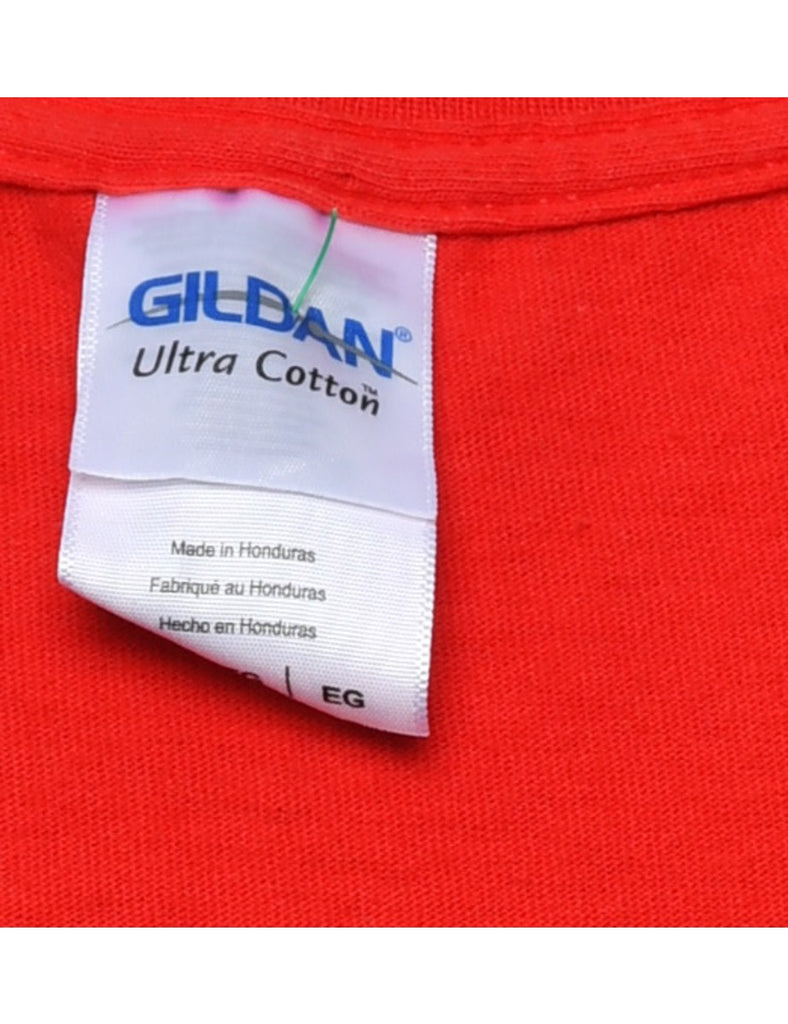 GILDAN®
Ultra Cotton™
Made in Honduras
Fabriqué au Honduras
Hecho en Honduras
| EG